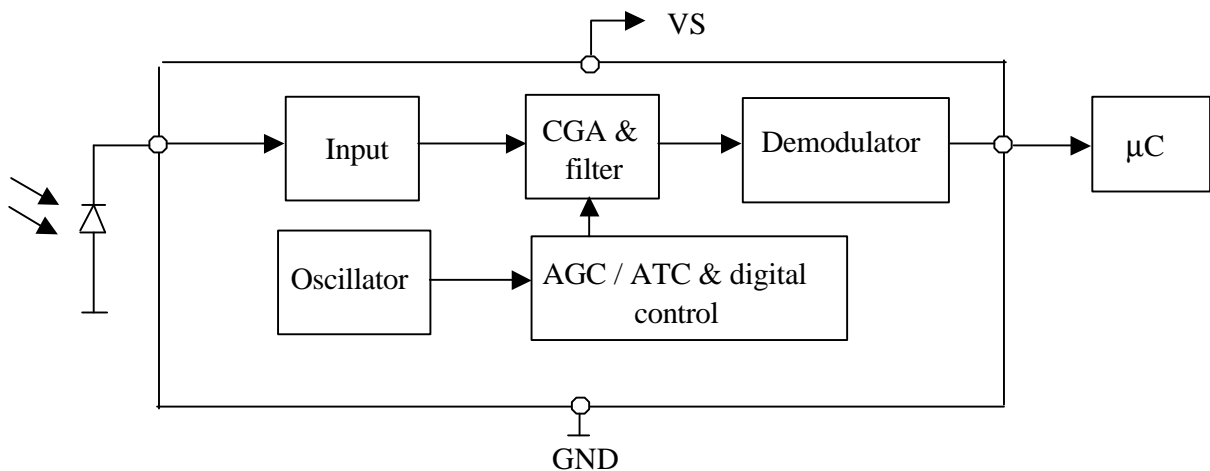 VS
Input
CGA &
filter
Demodulator
µC
Oscillator
AGC / ATC & digital
control
GND